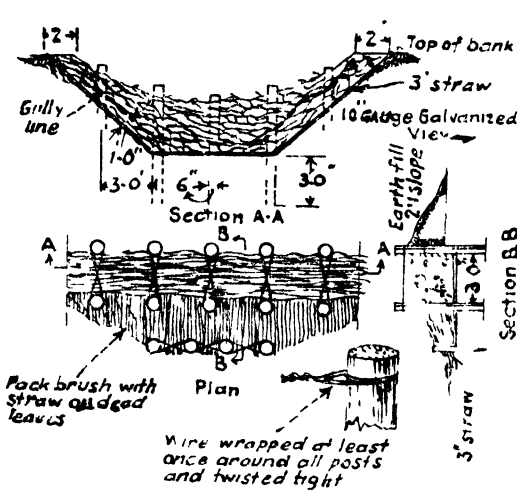 2'
2'
Top of bank
3" straw
10" Gauge Galvanized
View
Gully
line
1-0"
3-0'
6"
3.0"
Section A-A
Earth fill
2:1 slope
A
B
A
3.0"
Section B B
B
Plan
Pack brush with
straw or dead
leaves
Wire wrapped at least
once around all posts
and twisted tight
3" straw